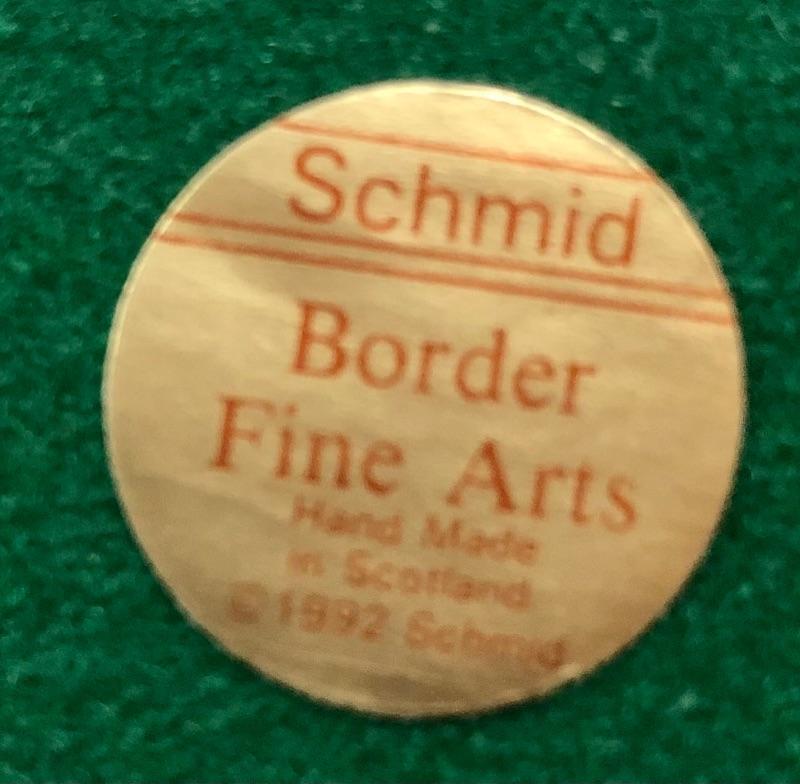 Schmid
Border
Fine Arts
Hand Made
in Scotland
©1992 Schmid